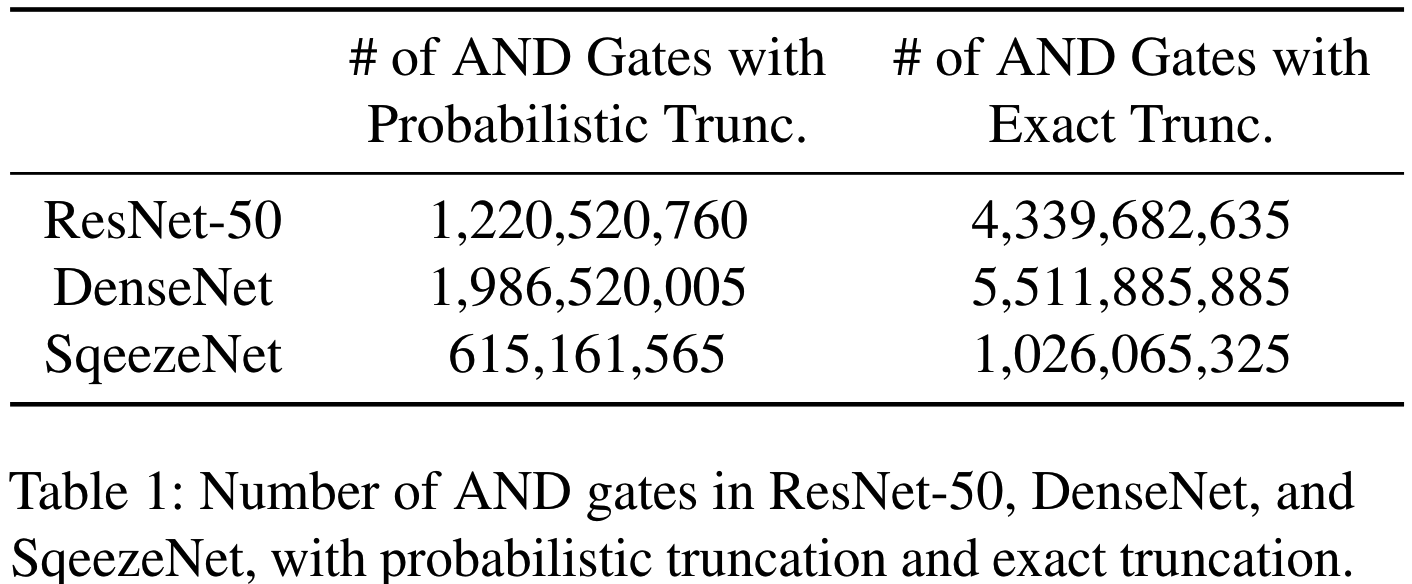 # of AND Gates with # of AND Gates with
Probabilistic Trunc. Exact Trunc.
ResNet-50 1,220,520,760 4,339,682,635
DenseNet 1,986,520,005 5,511,885,885
SqeezeNet 615,161,565 1,026,065,325
Table 1: Number of AND gates in ResNet-50, DenseNet, and
SqeezeNet, with probabilistic truncation and exact truncation.